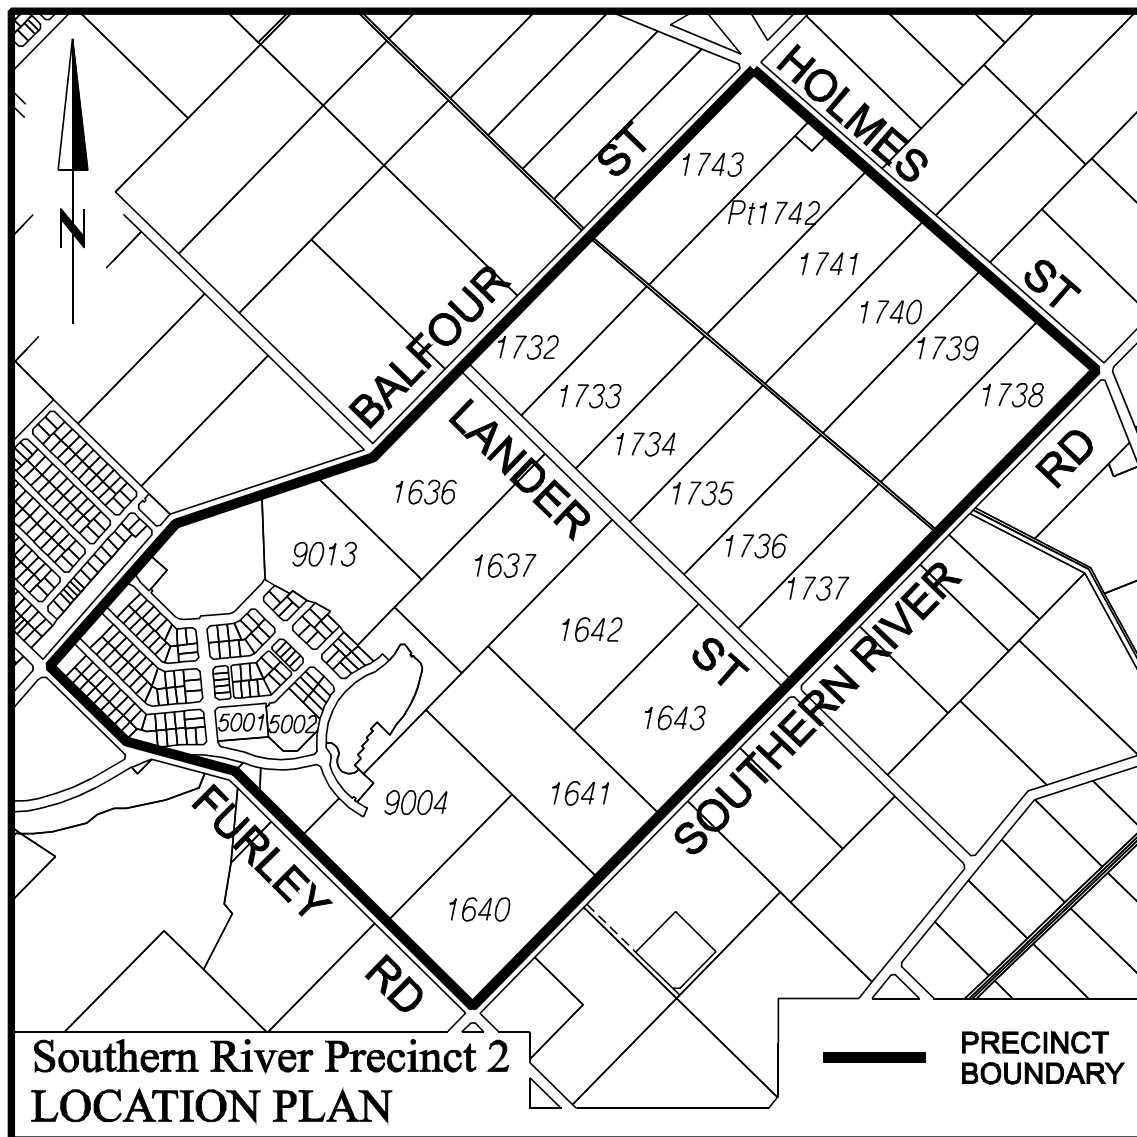 HOLMES
ST
ST
BALFOUR
N
1743
Pt1742
1741
1740
1739
1738
1732
1733
1734
1735
1736
1737
LANDER
ST
RD
SOUTHERN RIVER
1636
9013
1637
1642
1643
5001
5002
9004
1641
1640
FURLEY
RD
Southern River Precinct 2
LOCATION PLAN
PRECINCT
BOUNDARY